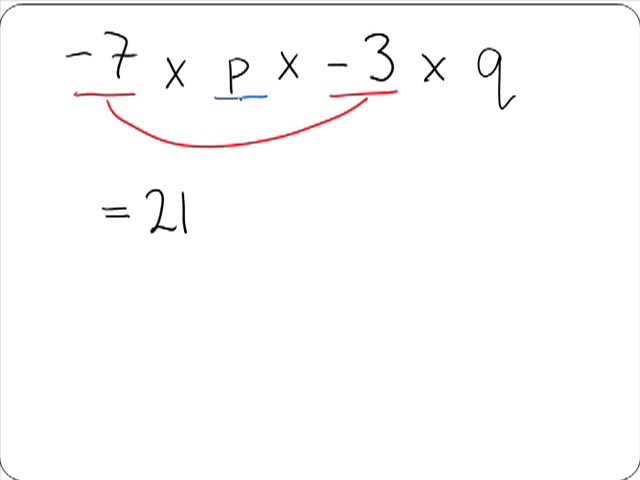 -7 x p x -3 x q
= 21